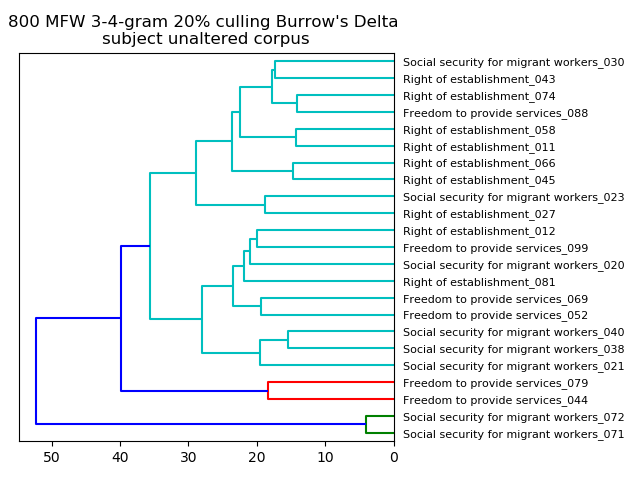 800 MFW 3-4-gram 20% culling Burrow's Delta
subject unaltered corpus
Social security for migrant workers_030
Right of establishment_043
Right of establishment_074
Freedom to provide services_088
Right of establishment_058
Right of establishment_011
Right of establishment_066
Right of establishment_045
Social security for migrant workers_023
Right of establishment_027
Right of establishment_012
Freedom to provide services_099
Social security for migrant workers_020
Right of establishment_081
Freedom to provide services_069
Freedom to provide services_052
Social security for migrant workers_040
Social security for migrant workers_038
Social security for migrant workers_021
Freedom to provide services_079
Freedom to provide services_044
Social security for migrant workers_072
Social security for migrant workers_071
50 40 30 20 10 0